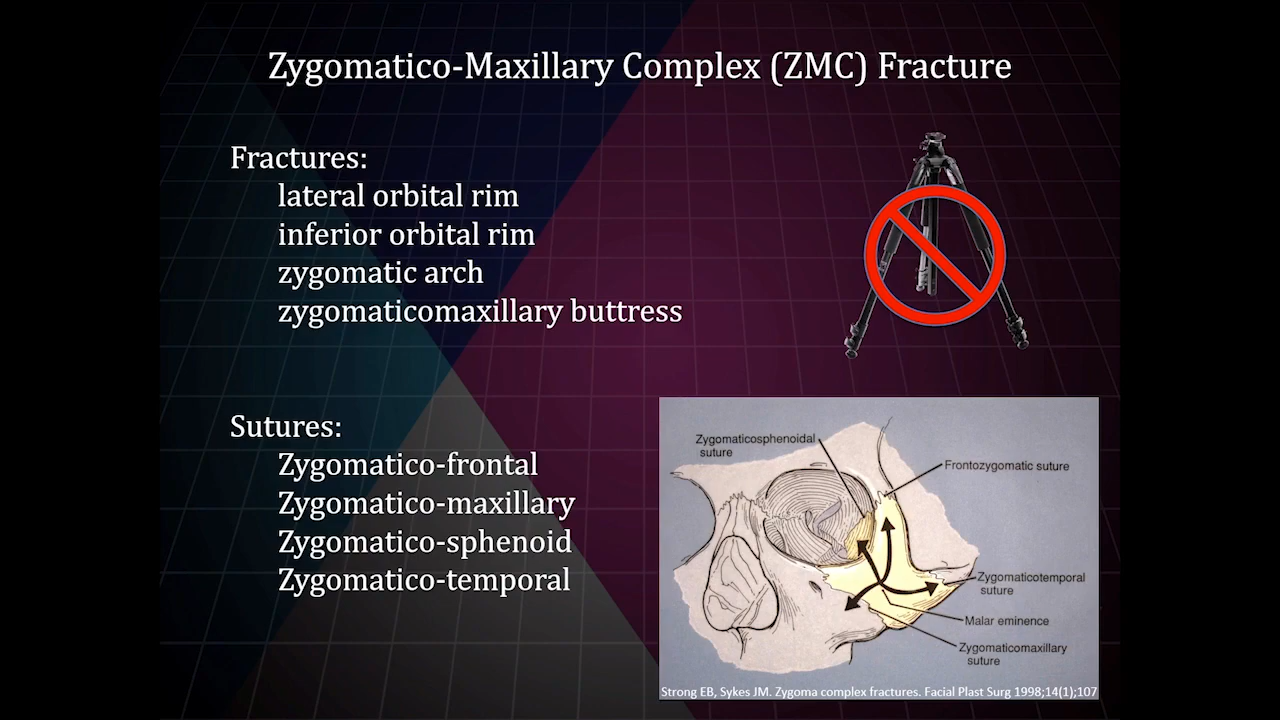 Zygomatico-Maxillary Complex (ZMC) Fracture
Fractures:
lateral orbital rim
inferior orbital rim
zygomatic arch
zygomaticomaxillary buttress
Sutures:
Zygomatico-frontal
Zygomatico-maxillary
Zygomatico-sphenoid
Zygomatico-temporal
Zygomaticosphenoidal
suture
Frontozygomatic suture
Zygomaticotemporal
suture
Malar eminence
Zygomaticomaxillary
suture
Strong EB, Sykes JM. Zygoma complex fractures. Facial Plast Surg 1998;14(1);107